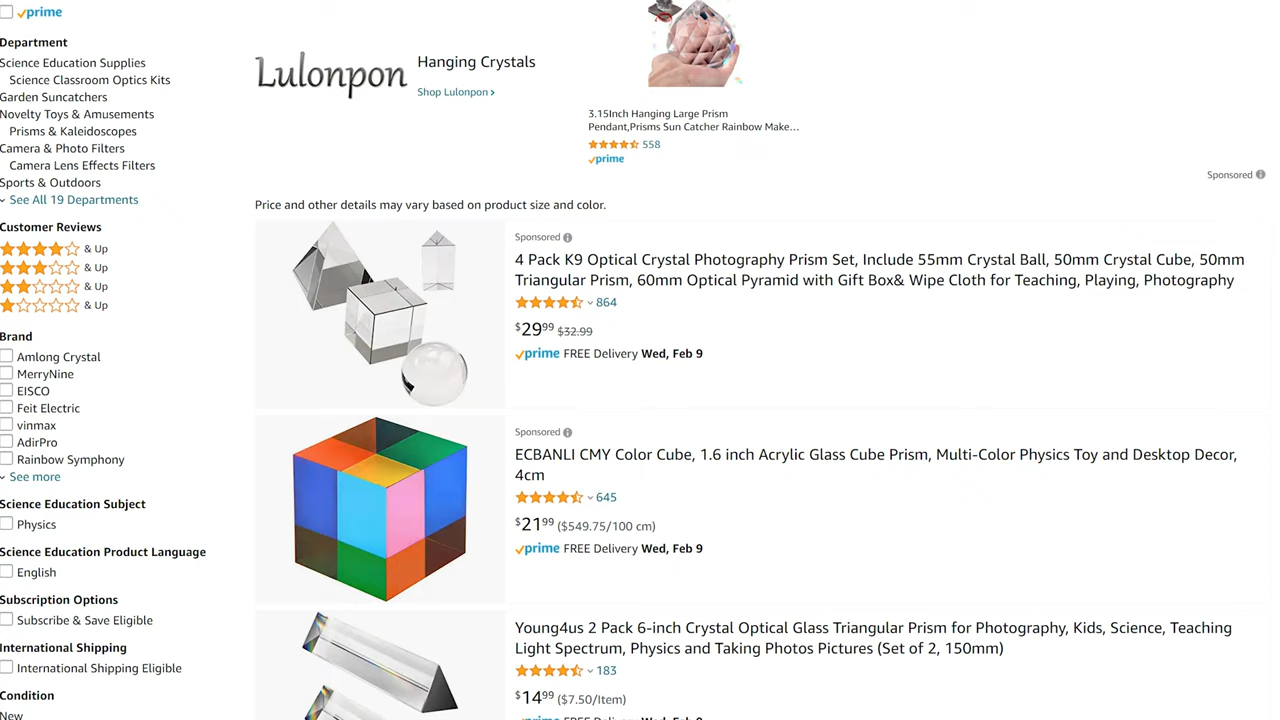 prime
Department
Science Education Supplies
Science Classroom Optics Kits
Garden Suncatchers
Novelty Toys & Amusements
Prisms & Kaleidoscopes
Camera & Photo Filters
Camera Lens Effects Filters
Sports & Outdoors
See All 19 Departments
Customer Reviews
& Up
& Up
& Up
& Up
Brand
Amlong Crystal
MerryNine
EISCO
Feit Electric
vinmax
AdirPro
Rainbow Symphony
See more
Science Education Subject
Physics
Science Education Product Language
English
Subscription Options
Subscribe & Save Eligible
International Shipping
International Shipping Eligible
Condition
New
Lulonpon
Hanging Crystals
Shop Lulonpon ›
3.15Inch Hanging Large Prism
Pendant,Prisms Sun Catcher Rainbow Make...
558
prime
Sponsored
Price and other details may vary based on product size and color.
Sponsored
4 Pack K9 Optical Crystal Photography Prism Set, Include 55mm Crystal Ball, 50mm Crystal Cube, 50mm
Triangular Prism, 60mm Optical Pyramid with Gift Box& Wipe Cloth for Teaching, Playing, Photography
864
$29.99 $32.99
prime FREE Delivery Wed, Feb 9
Sponsored
ECBANLI CMY Color Cube, 1.6 inch Acrylic Glass Cube Prism, Multi-Color Physics Toy and Desktop Decor,
4cm
645
$21.99 ($549.75/100 cm)
prime FREE Delivery Wed, Feb 9
Young4us 2 Pack 6-inch Crystal Optical Glass Triangular Prism for Photography, Kids, Science, Teaching
Light Spectrum, Physics and Taking Photos Pictures (Set of 2, 150mm)
183
$14.99 ($7.50/Item)
prime FREE Delivery Wed, Feb 9